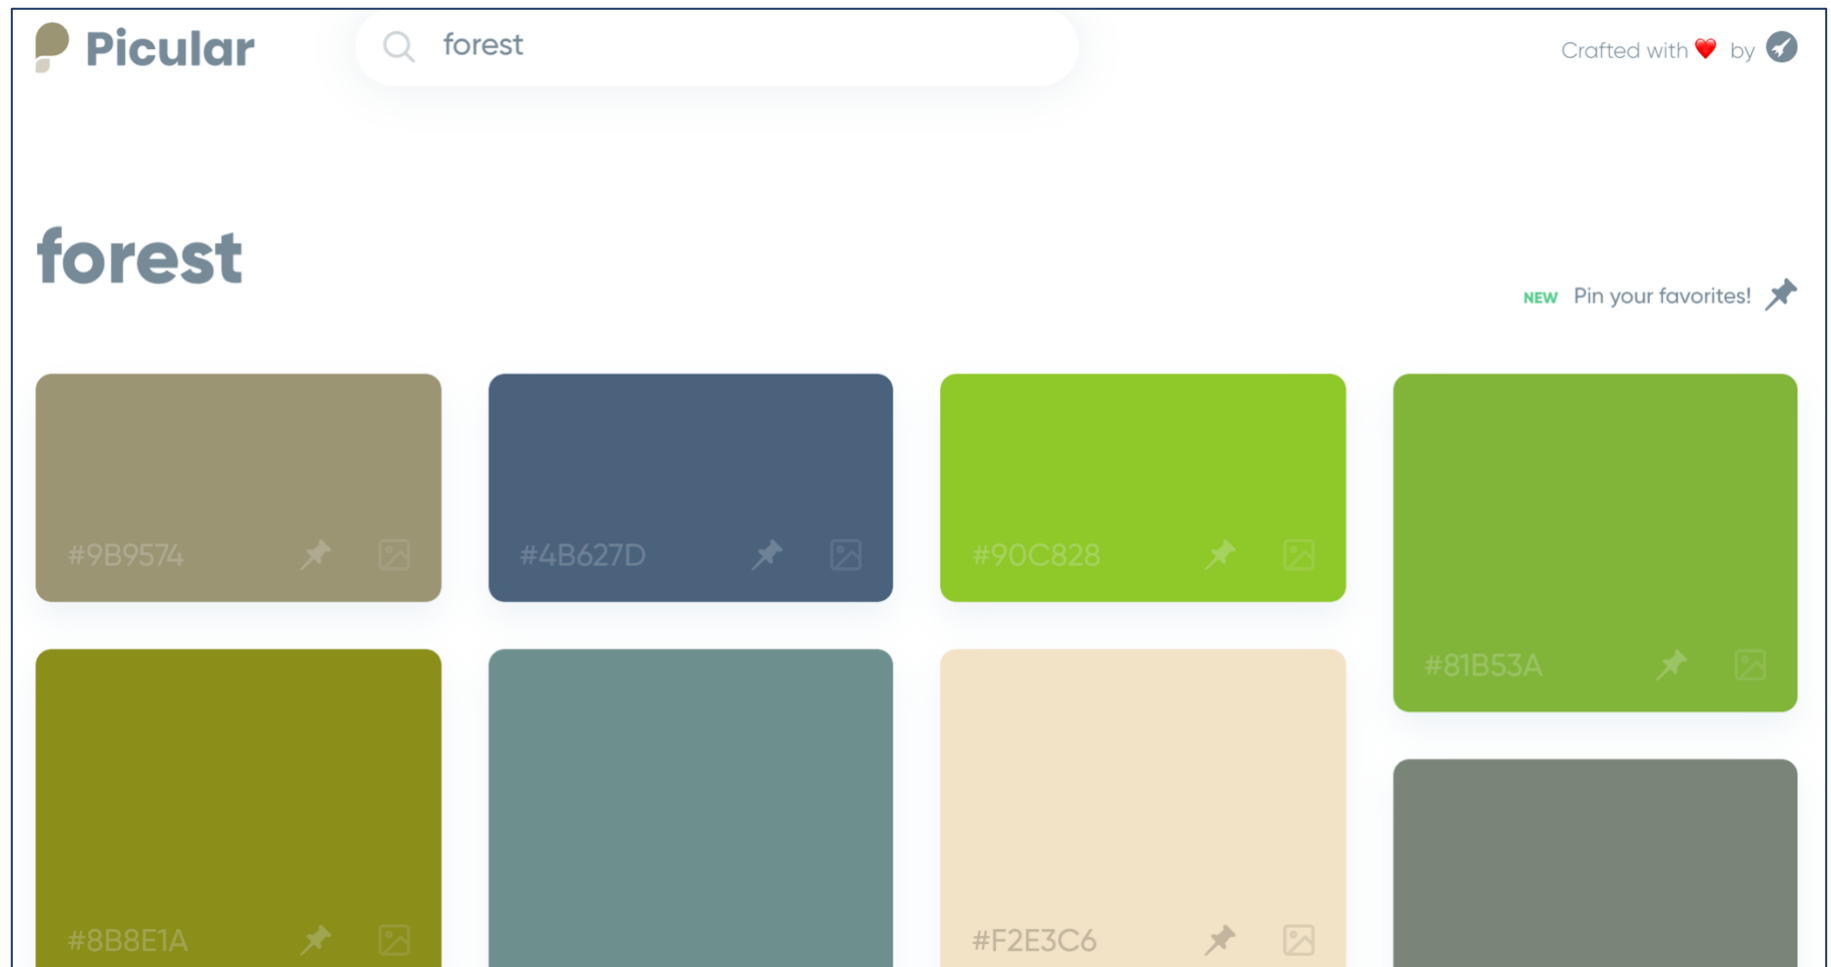 Picular
forest
Crafted with ❤️ by
forest
NEW Pin your favorites!
#9B9574
#4B627D
#90C828
#81B53A
#8B8E1A
#F2E3C6